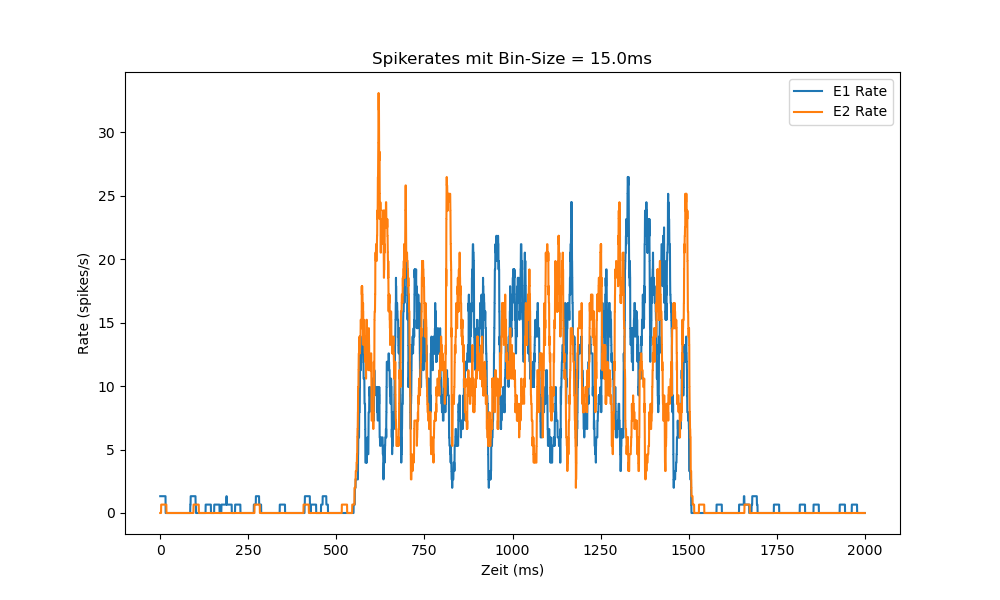 Spikerates mit Bin-Size = 15.0ms
E1 Rate
E2 Rate
Rate (spikes/s)
30
25
20
15
10
5
0
0 250 500 750 1000 1250 1500 1750 2000
Zeit (ms)